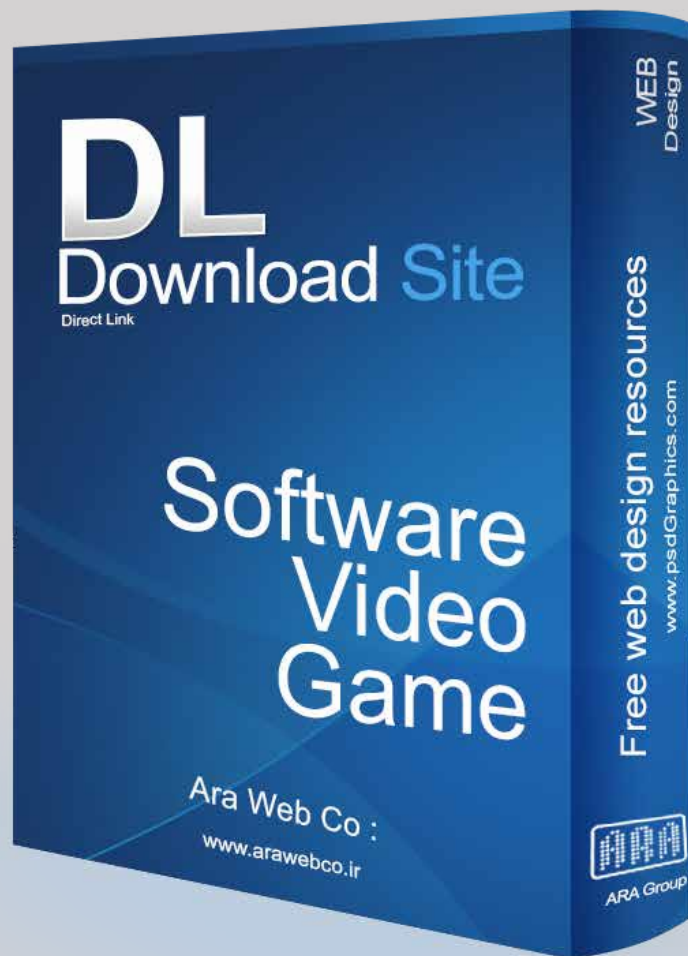 DL
Download Site
Direct Link
Software
Video
Game
Ara Web Co :
www.arawebco.ir
WEB
Design
Free web design resources
www.psdGraphics.com
ARA
ARA Group